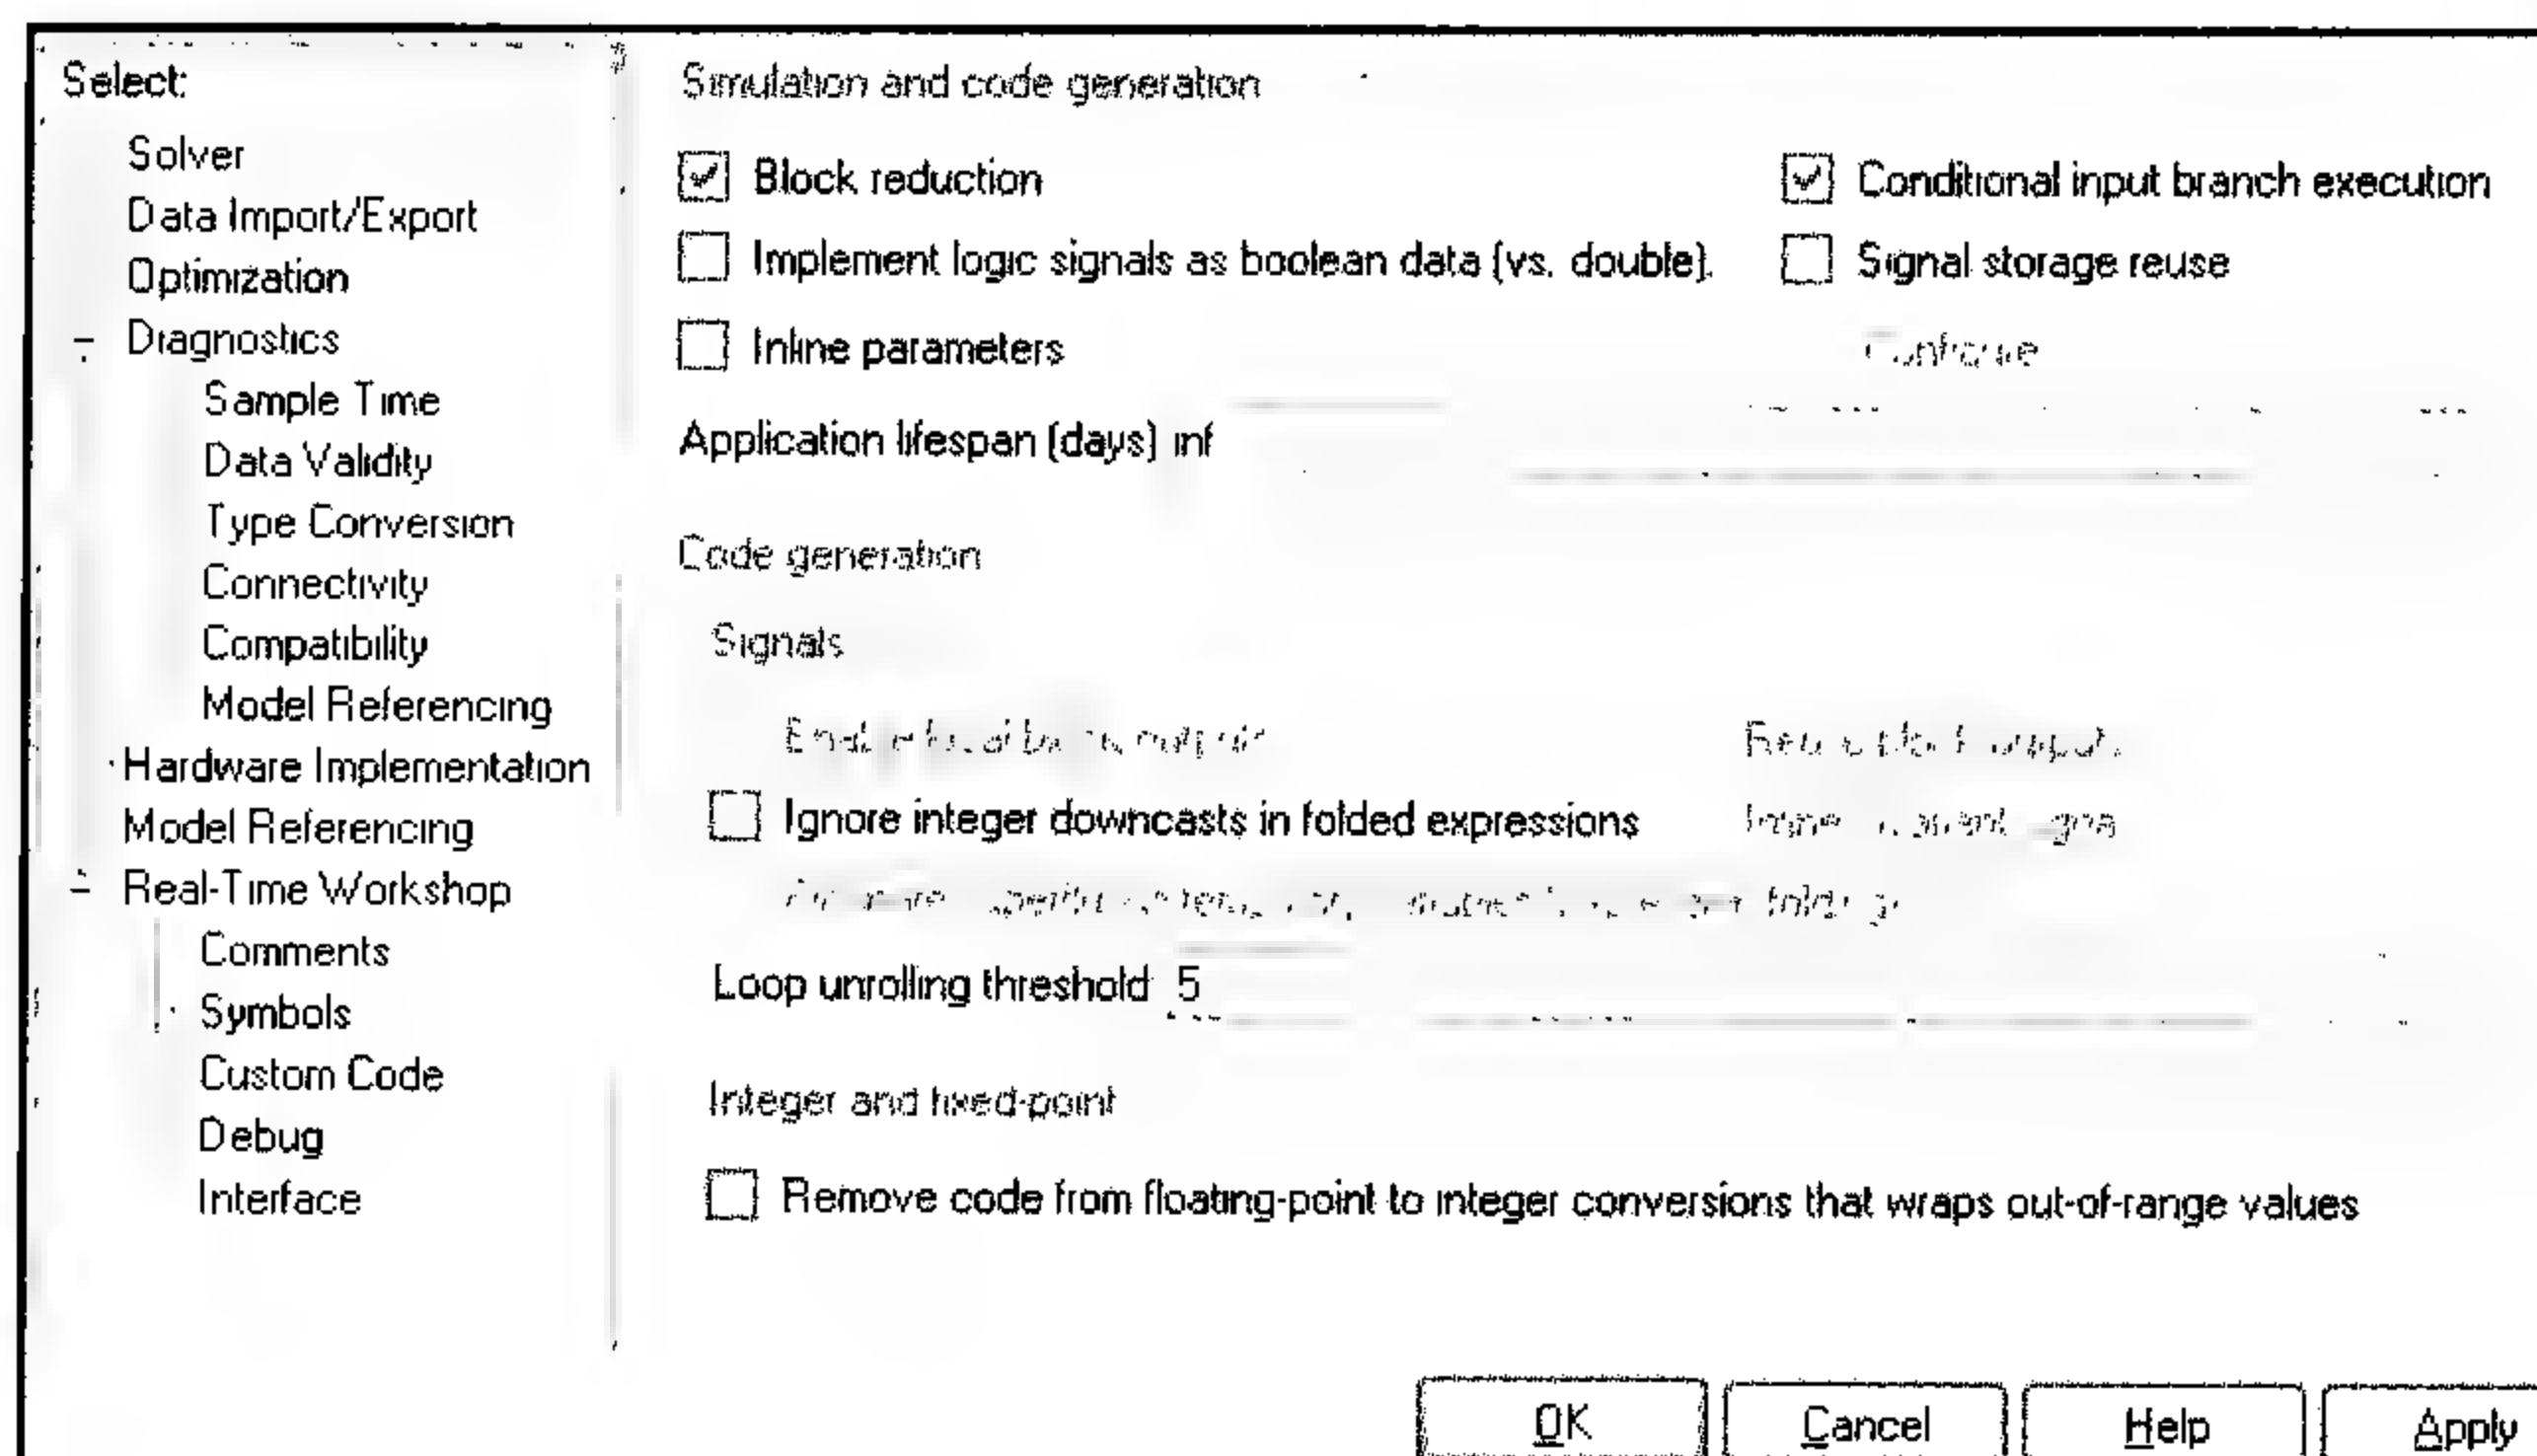 Select:
Solver
Data Import/Export
Optimization
- Diagnostics
Sample Time
Data Validity
Type Conversion
Connectivity
Compatibility
Model Referencing
Hardware Implementation
Model Referencing
- Real-Time Workshop
Comments
Symbols
Custom Code
Debug
Interface
Simulation and code generation
Block reduction
Conditional input branch execution
Implement logic signals as boolean data (vs. double).
Signal storage reuse
Inline parameters
Application lifespan (days) inf
Code generation
Signals
Ignore integer downcasts in folded expressions
Loop unrolling threshold 5
Integer and fixed-point
Remove code from floating-point to integer conversions that wraps out-of-range values
OK
Cancel
Help
Apply